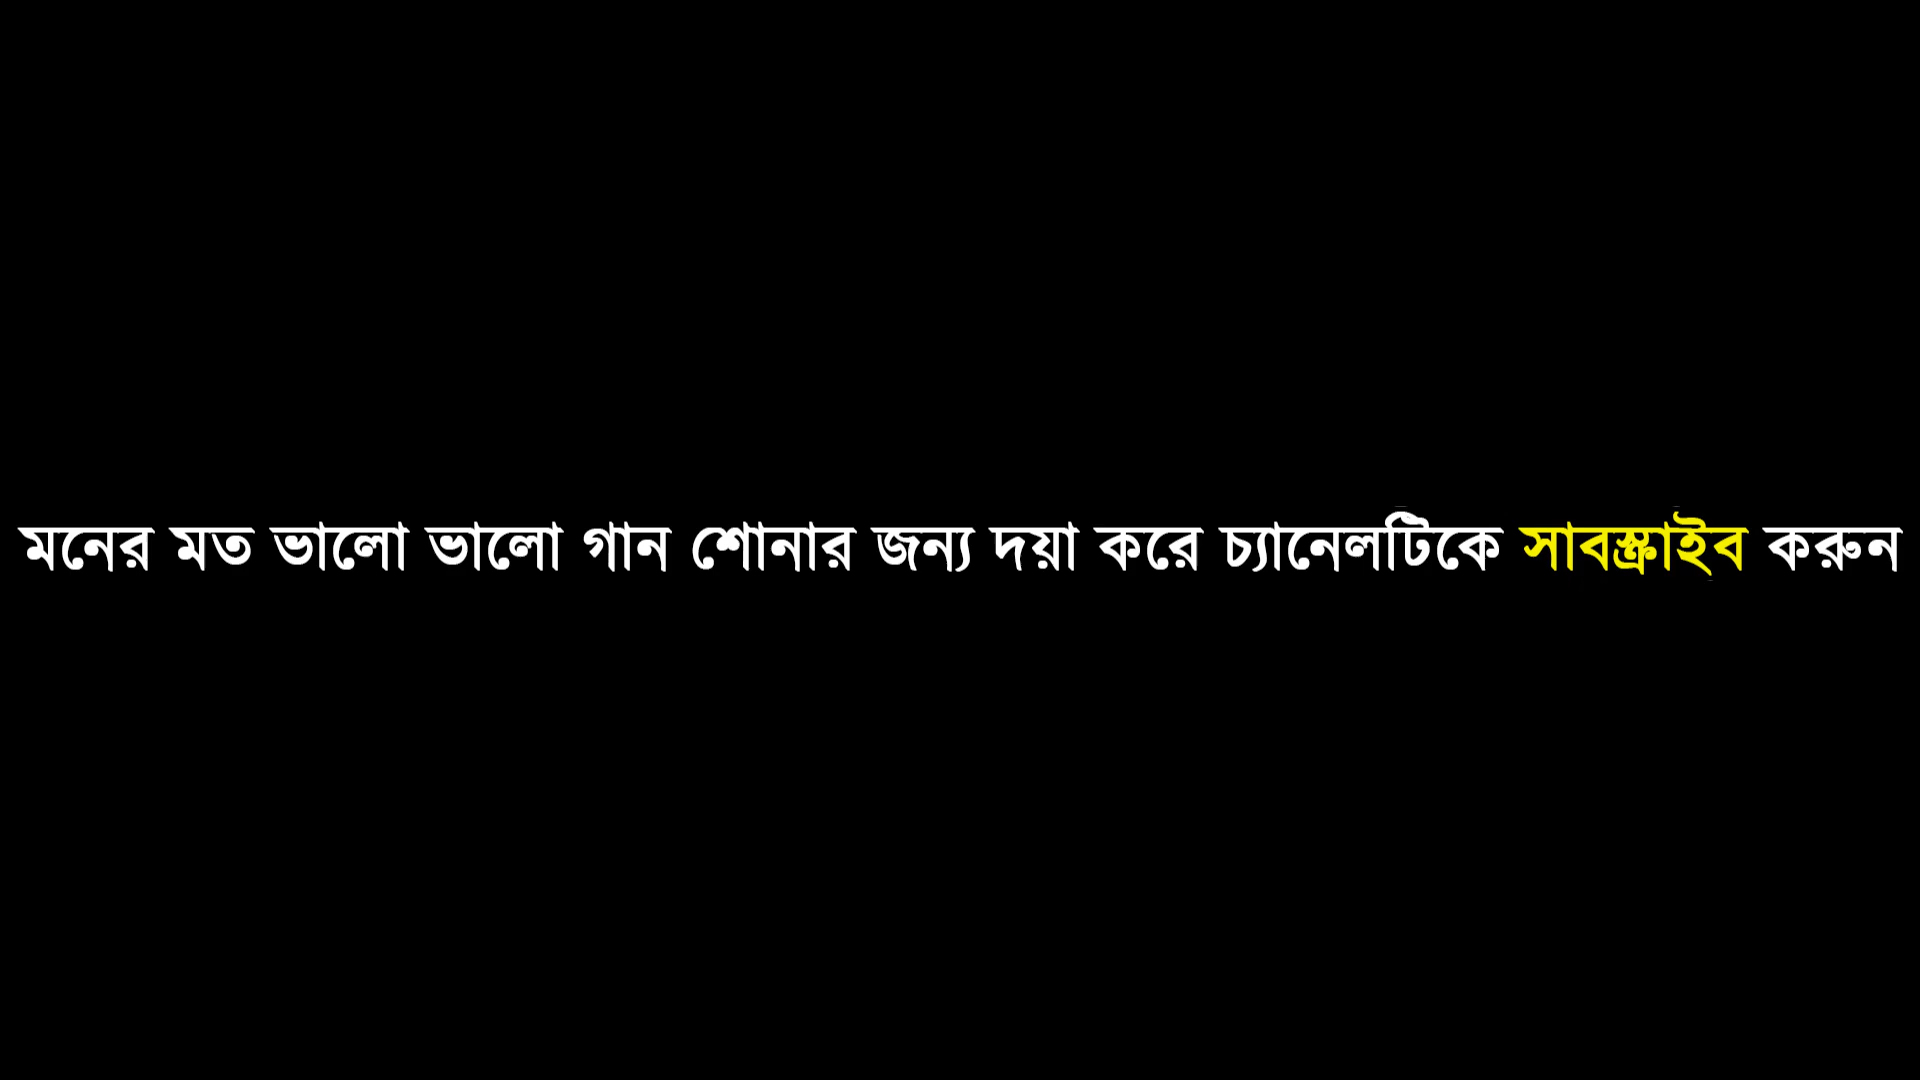 মনের মত ভালো ভালো গান শোনার জন্য দয়া করে চ্যানেলটিকে সাবস্ক্রাইব করুন